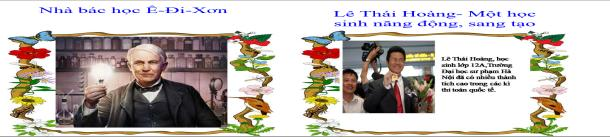 Nhà bác học Ê-Đi-Xơn
Lê Thái Hoàng- Một học
sinh năng động, sang tạo
Lê Thái Hoàng, học
sinh lớp 12A,Trường
Đại học sư phạm Hà
Nội đã có nhiều thành
tích cao trong các kì
thi toán quốc tế.